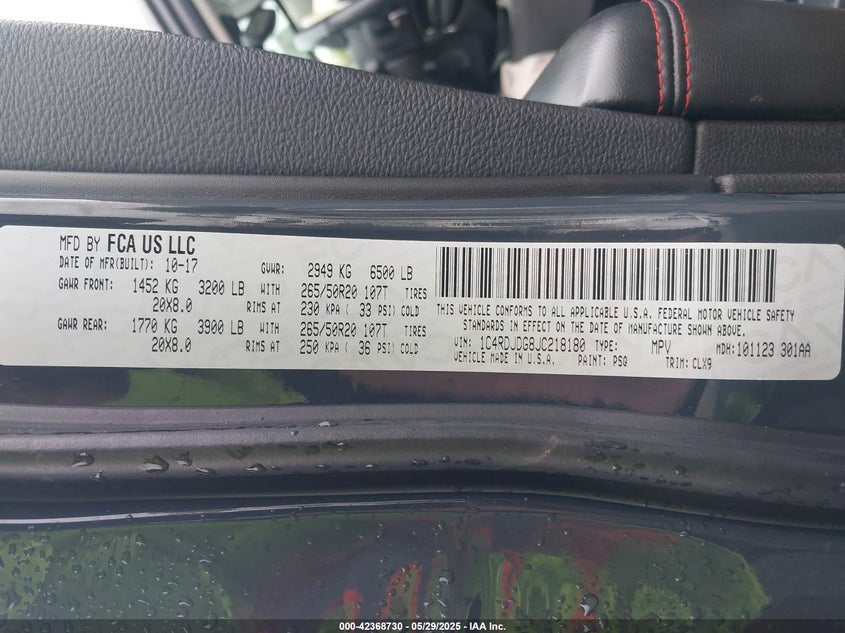 MFD BY FCA US LLC
DATE OF MFR(BUILT): 10-17 GVWR: 2949 KG 6500 LB
GAWR FRONT: 1452 KG 3200 LB WITH 265/50R20 107T TIRES
20X8.0 RIMS AT 230 KPA ( 33 PSI) COLD
GAWR REAR: 1770 KG 3900 LB WITH 265/50R20 107T TIRES
20X8.0 RIMS AT 250 KPA ( 36 PSI) COLD
THIS VEHICLE CONFORMS TO ALL APPLICABLE U.S.A. FEDERAL MOTOR VEHICLE SAFETY
STANDARDS IN EFFECT ON THE DATE OF MANUFACTURE SHOWN ABOVE.
VIN: 1C4RDJDG8JC218180 TYPE: MPV MDH:101123 301AA
VEHICLE MADE IN U.S.A. PAINT: PSQ TRIM: CLX9
000-42368730 - 05/29/2025 - IAA Inc.